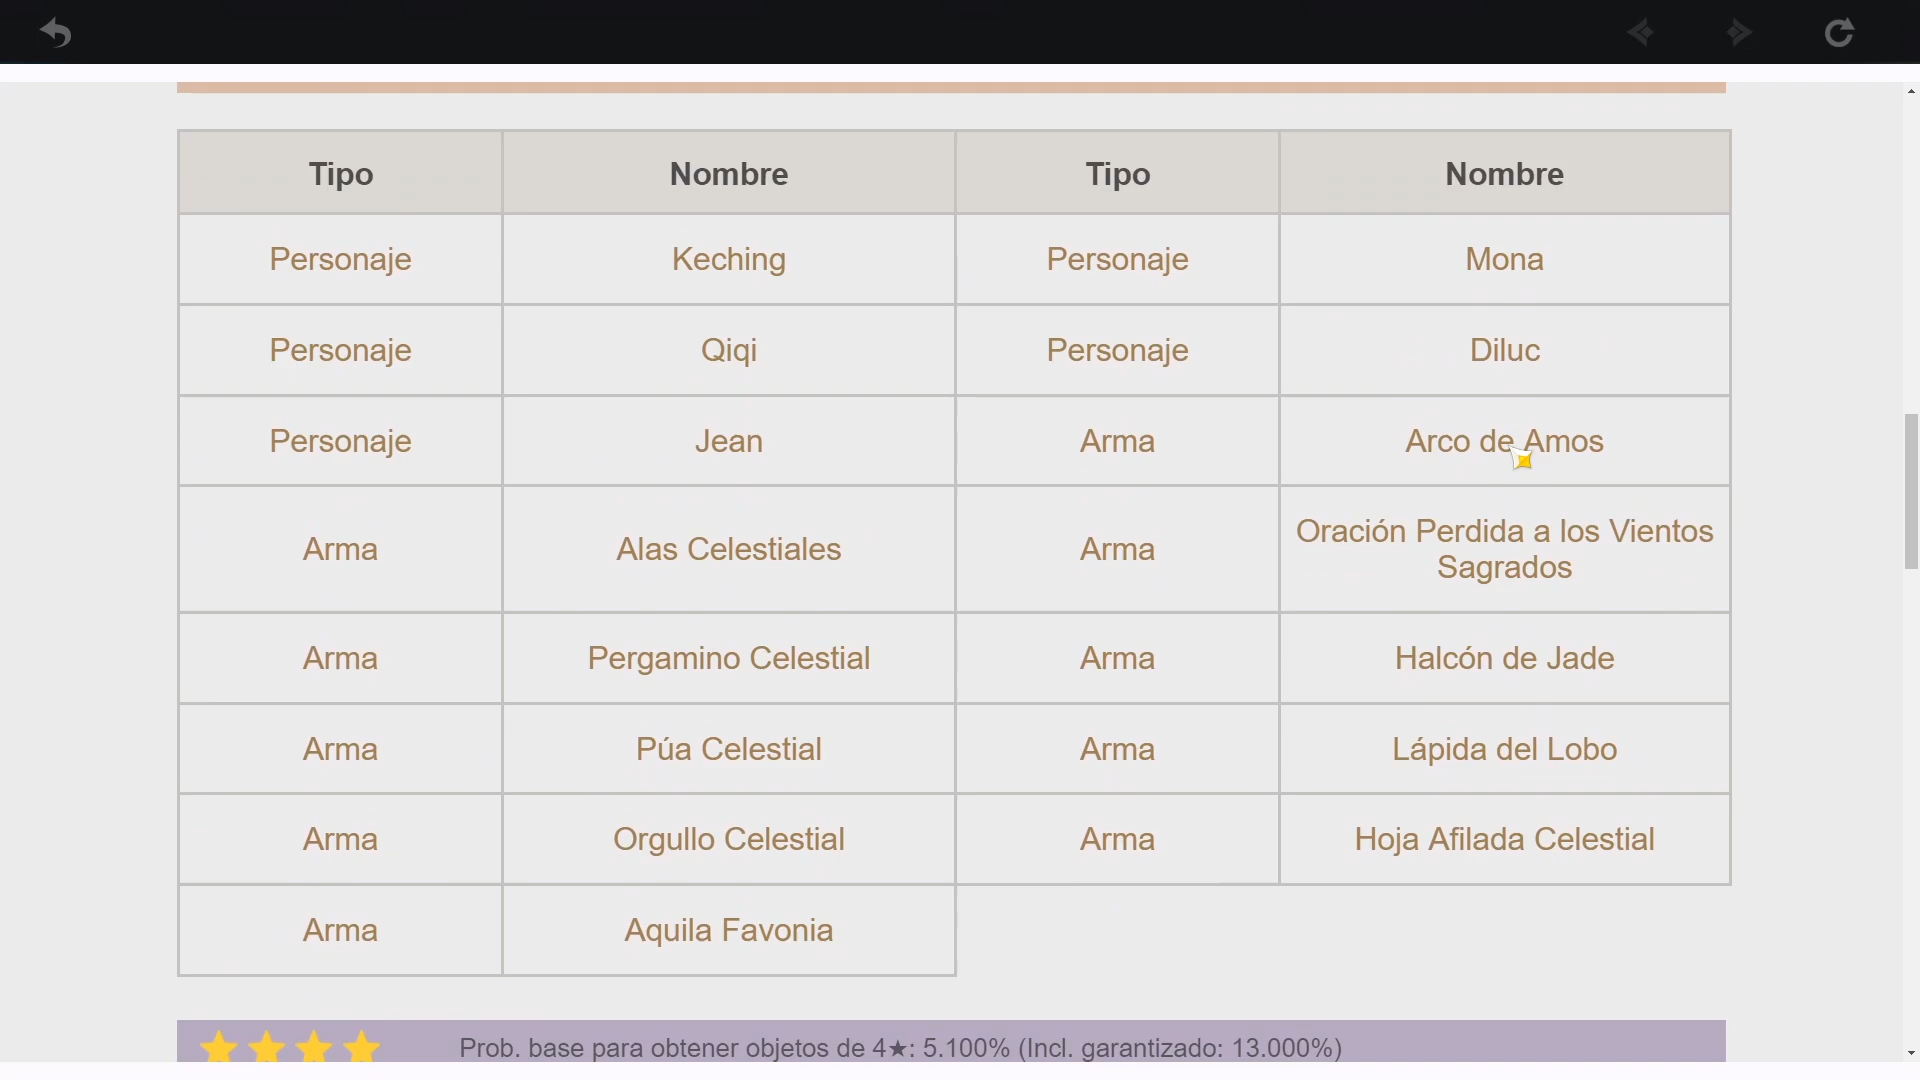 Tipo Nombre Tipo Nombre
Personaje Keching Personaje Mona
Personaje Qiqi Personaje Diluc
Personaje Jean Arma Arco de Amos
Arma Alas Celestiales Arma Oración Perdida a los Vientos
Sagrados
Arma Pergamino Celestial Arma Halcón de Jade
Arma Púa Celestial Arma Lápida del Lobo
Arma Orgullo Celestial Arma Hoja Afilada Celestial
Arma Aquila Favonia
Prob. base para obtener objetos de 4★: 5.100% (Incl. garantizado: 13.000%)